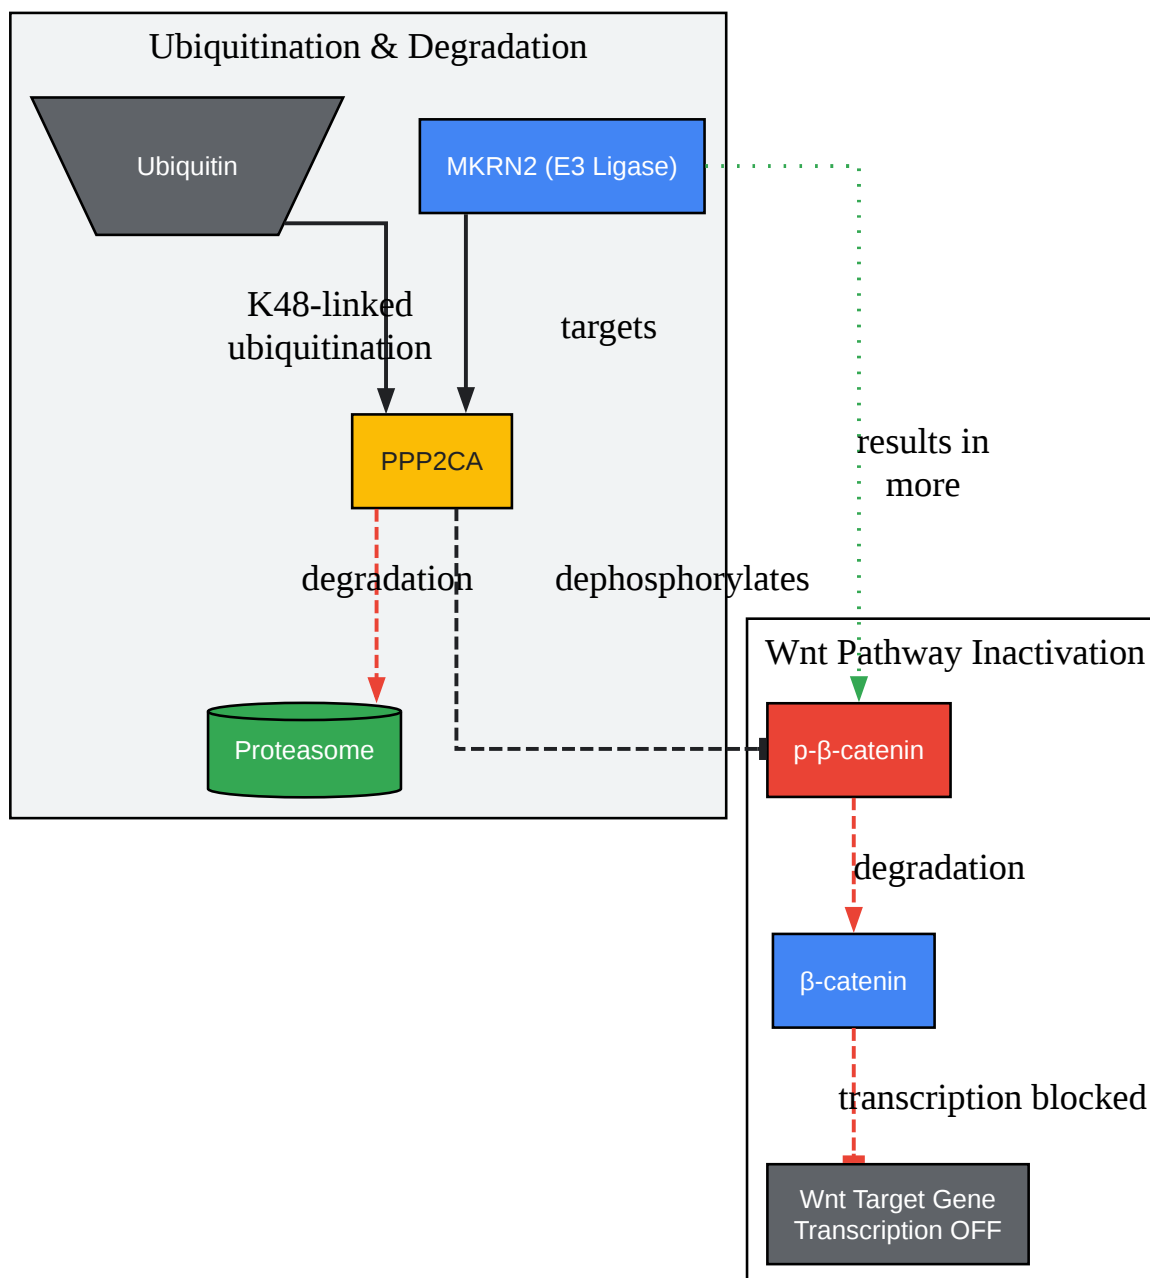 Ubiquitination & Degradation
Ubiquitin
MKRN2 (E3 Ligase)
K48-linked
ubiquitination
targets
PPP2CA
results in
more
degradation
dephosphorylates
Wnt Pathway Inactivation
Proteasome
p-β-catenin
degradation
β-catenin
transcription blocked
Wnt Target Gene
Transcription OFF